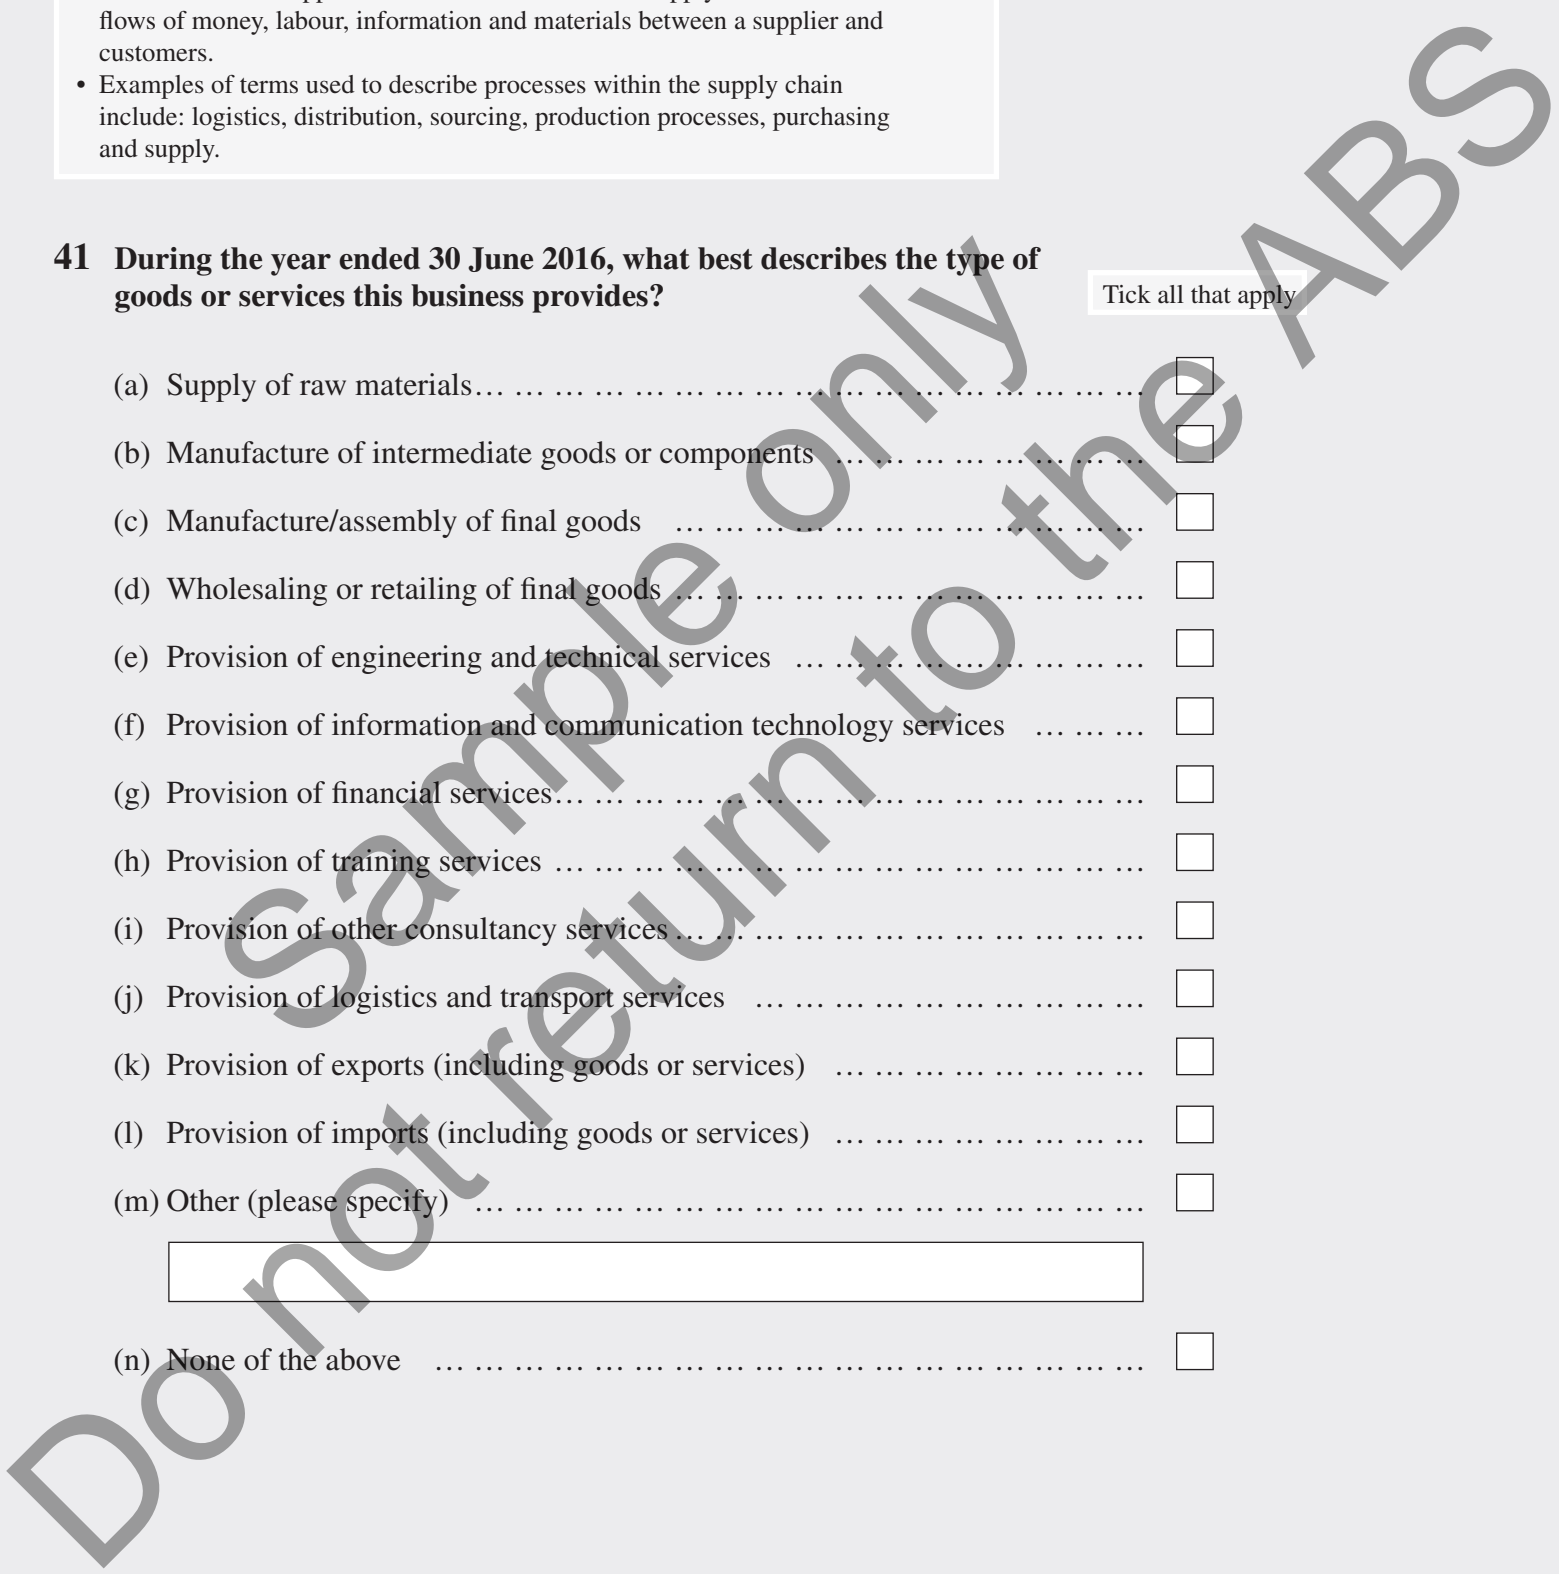 flows of money, labour, information and materials between a supplier and
customers.
• Examples of terms used to describe processes within the supply chain
include: logistics, distribution, sourcing, production processes, purchasing
and supply.
41 During the year ended 30 June 2016, what best describes the type of
goods or services this business provides?
Tick all that apply
(a) Supply of raw materials… … … … … … … … … … … … … … … … …
(b) Manufacture of intermediate goods or components … … … … … … … …
(c) Manufacture/assembly of final goods … … … … … … … … … … … …
(d) Wholesaling or retailing of final goods … … … … … … … … … … … …
(e) Provision of engineering and technical services … … … … … … … … …
(f) Provision of information and communication technology services … … …
(g) Provision of financial services… … … … … … … … … … … … … … …
(h) Provision of training services … … … … … … … … … … … … … … …
(i) Provision of other consultancy services … … … … … … … … … … … …
(j) Provision of logistics and transport services … … … … … … … … … …
(k) Provision of exports (including goods or services) … … … … … … … …
(l) Provision of imports (including goods or services) … … … … … … … …
(m) Other (please specify) … … … … … … … … … … … … … … … … …
(n) None of the above … … … … … … … … … … … … … … … … … …
Sample only
Do not return to the ABS